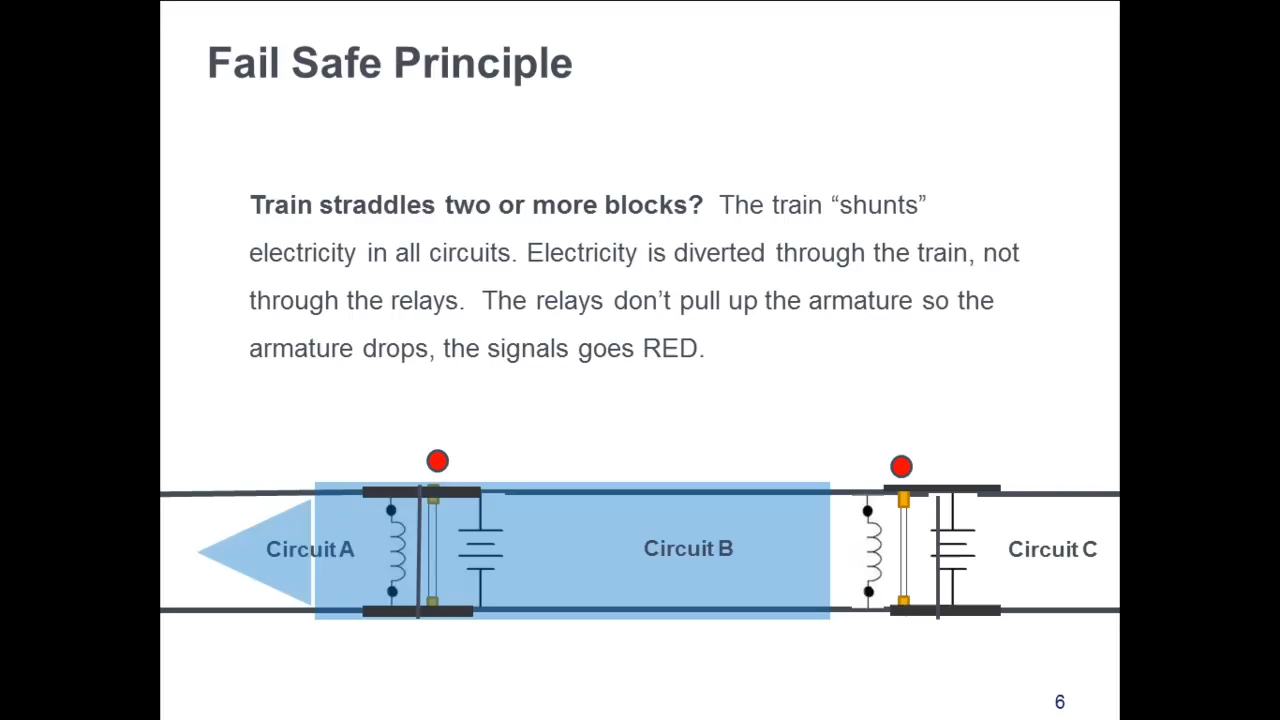 Fail Safe Principle
Train straddles two or more blocks?  The train “shunts”
electricity in all circuits. Electricity is diverted through the train, not
through the relays.  The relays don’t pull up the armature so the
armature drops, the signals goes RED.
Circuit A
Circuit B
Circuit C
6